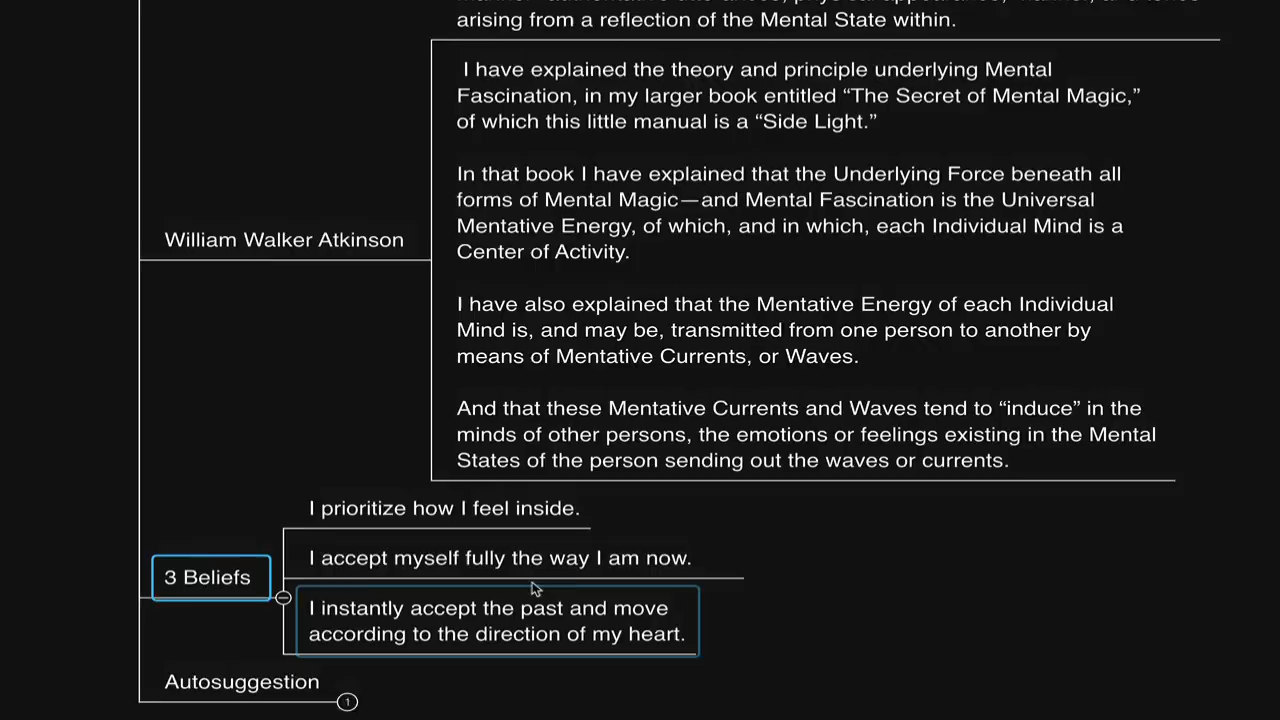 arising from a reflection of the Mental State within.
I have explained the theory and principle underlying Mental
Fascination, in my larger book entitled “The Secret of Mental Magic,”
of which this little manual is a “Side Light.”
In that book I have explained that the Underlying Force beneath all
forms of Mental Magic—and Mental Fascination is the Universal
Mentative Energy, of which, and in which, each Individual Mind is a
Center of Activity.
I have also explained that the Mentative Energy of each Individual
Mind is, and may be, transmitted from one person to another by
means of Mentative Currents, or Waves.
And that these Mentative Currents and Waves tend to “induce” in the
minds of other persons, the emotions or feelings existing in the Mental
States of the person sending out the waves or currents.
William Walker Atkinson
3 Beliefs
I prioritize how I feel inside.
I accept myself fully the way I am now.
I instantly accept the past and move
according to the direction of my heart.
Autosuggestion
1